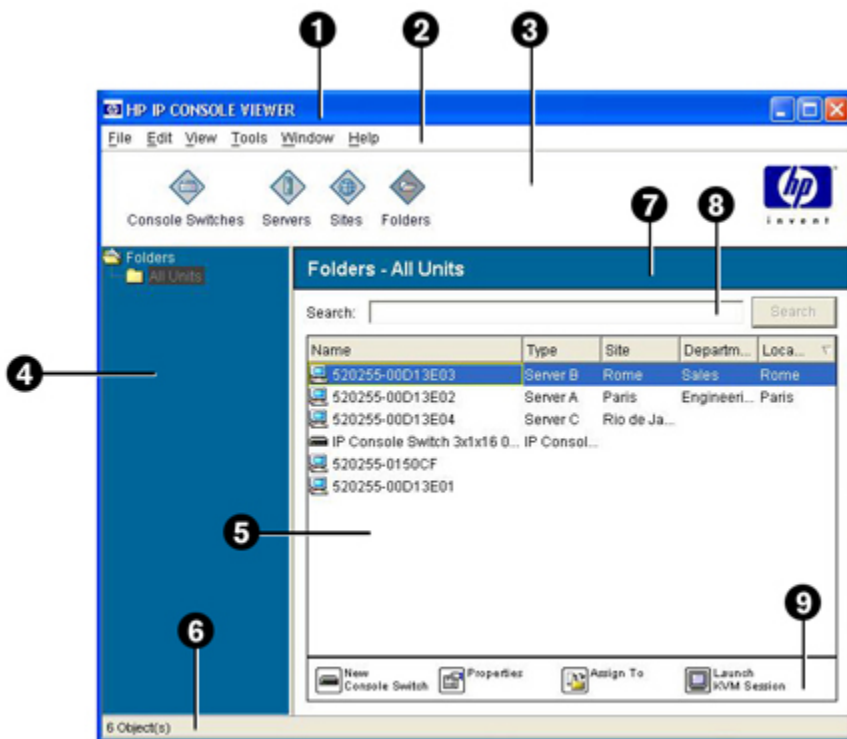 1 2 3
HP IP CONSOLE VIEWER
File Edit View Tools Window Help
Console Switches Servers Sites Folders
hp
invent
7 8
Folders
All Units
Folders - All Units
Search: Search
Name Type Site Departm... Loca...
4
520255-00D13E03 Server B Rome Sales Rome
520255-00D13E02 Server A Paris Engineeri... Paris
520255-00D13E04 Server C Rio de Ja...
IP Console Switch 3x1x16 0... IP Consol...
520255-0150CF
520255-00D13E01
5
9
6
New Console Switch Properties Assign To Launch KVM Session
6 Object(s)